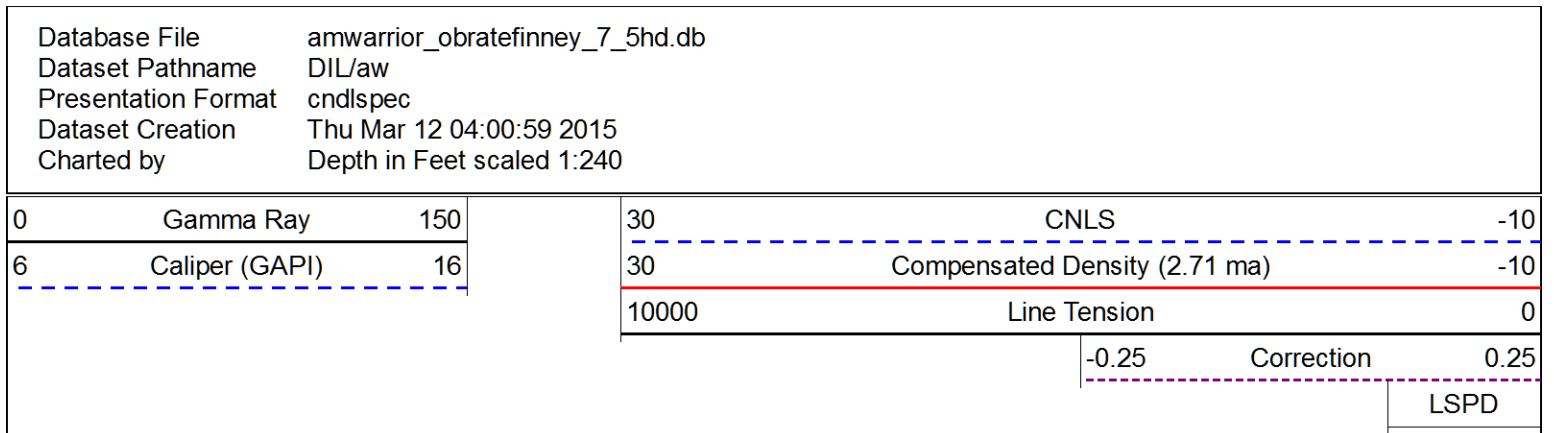 Database File amwarrior_obratefinney_7_5hd.db
Dataset Pathname DIL/aw
Presentation Format cndlspec
Dataset Creation Thu Mar 12 04:00:59 2015
Charted by Depth in Feet scaled 1:240
0 Gamma Ray 150 30 CNLS -10
6 Caliper (GAPI) 16 30 Compensated Density (2.71 ma) -10
10000 Line Tension 0
-0.25 Correction 0.25
LSPD